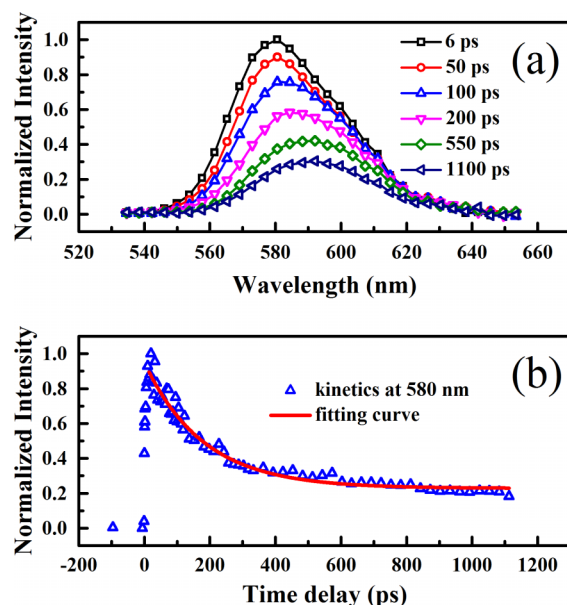 (a)
6 ps
50 ps
100 ps
200 ps
550 ps
1100 ps
Normalized Intensity
1.0
0.8
0.6
0.4
0.2
0.0
520 540 560 580 600 620 640 660
Wavelength (nm)
(b)
kinetics at 580 nm
fitting curve
Normalized Intensity
1.0
0.8
0.6
0.4
0.2
0.0
-200 0 200 400 600 800 1000 1200
Time delay (ps)